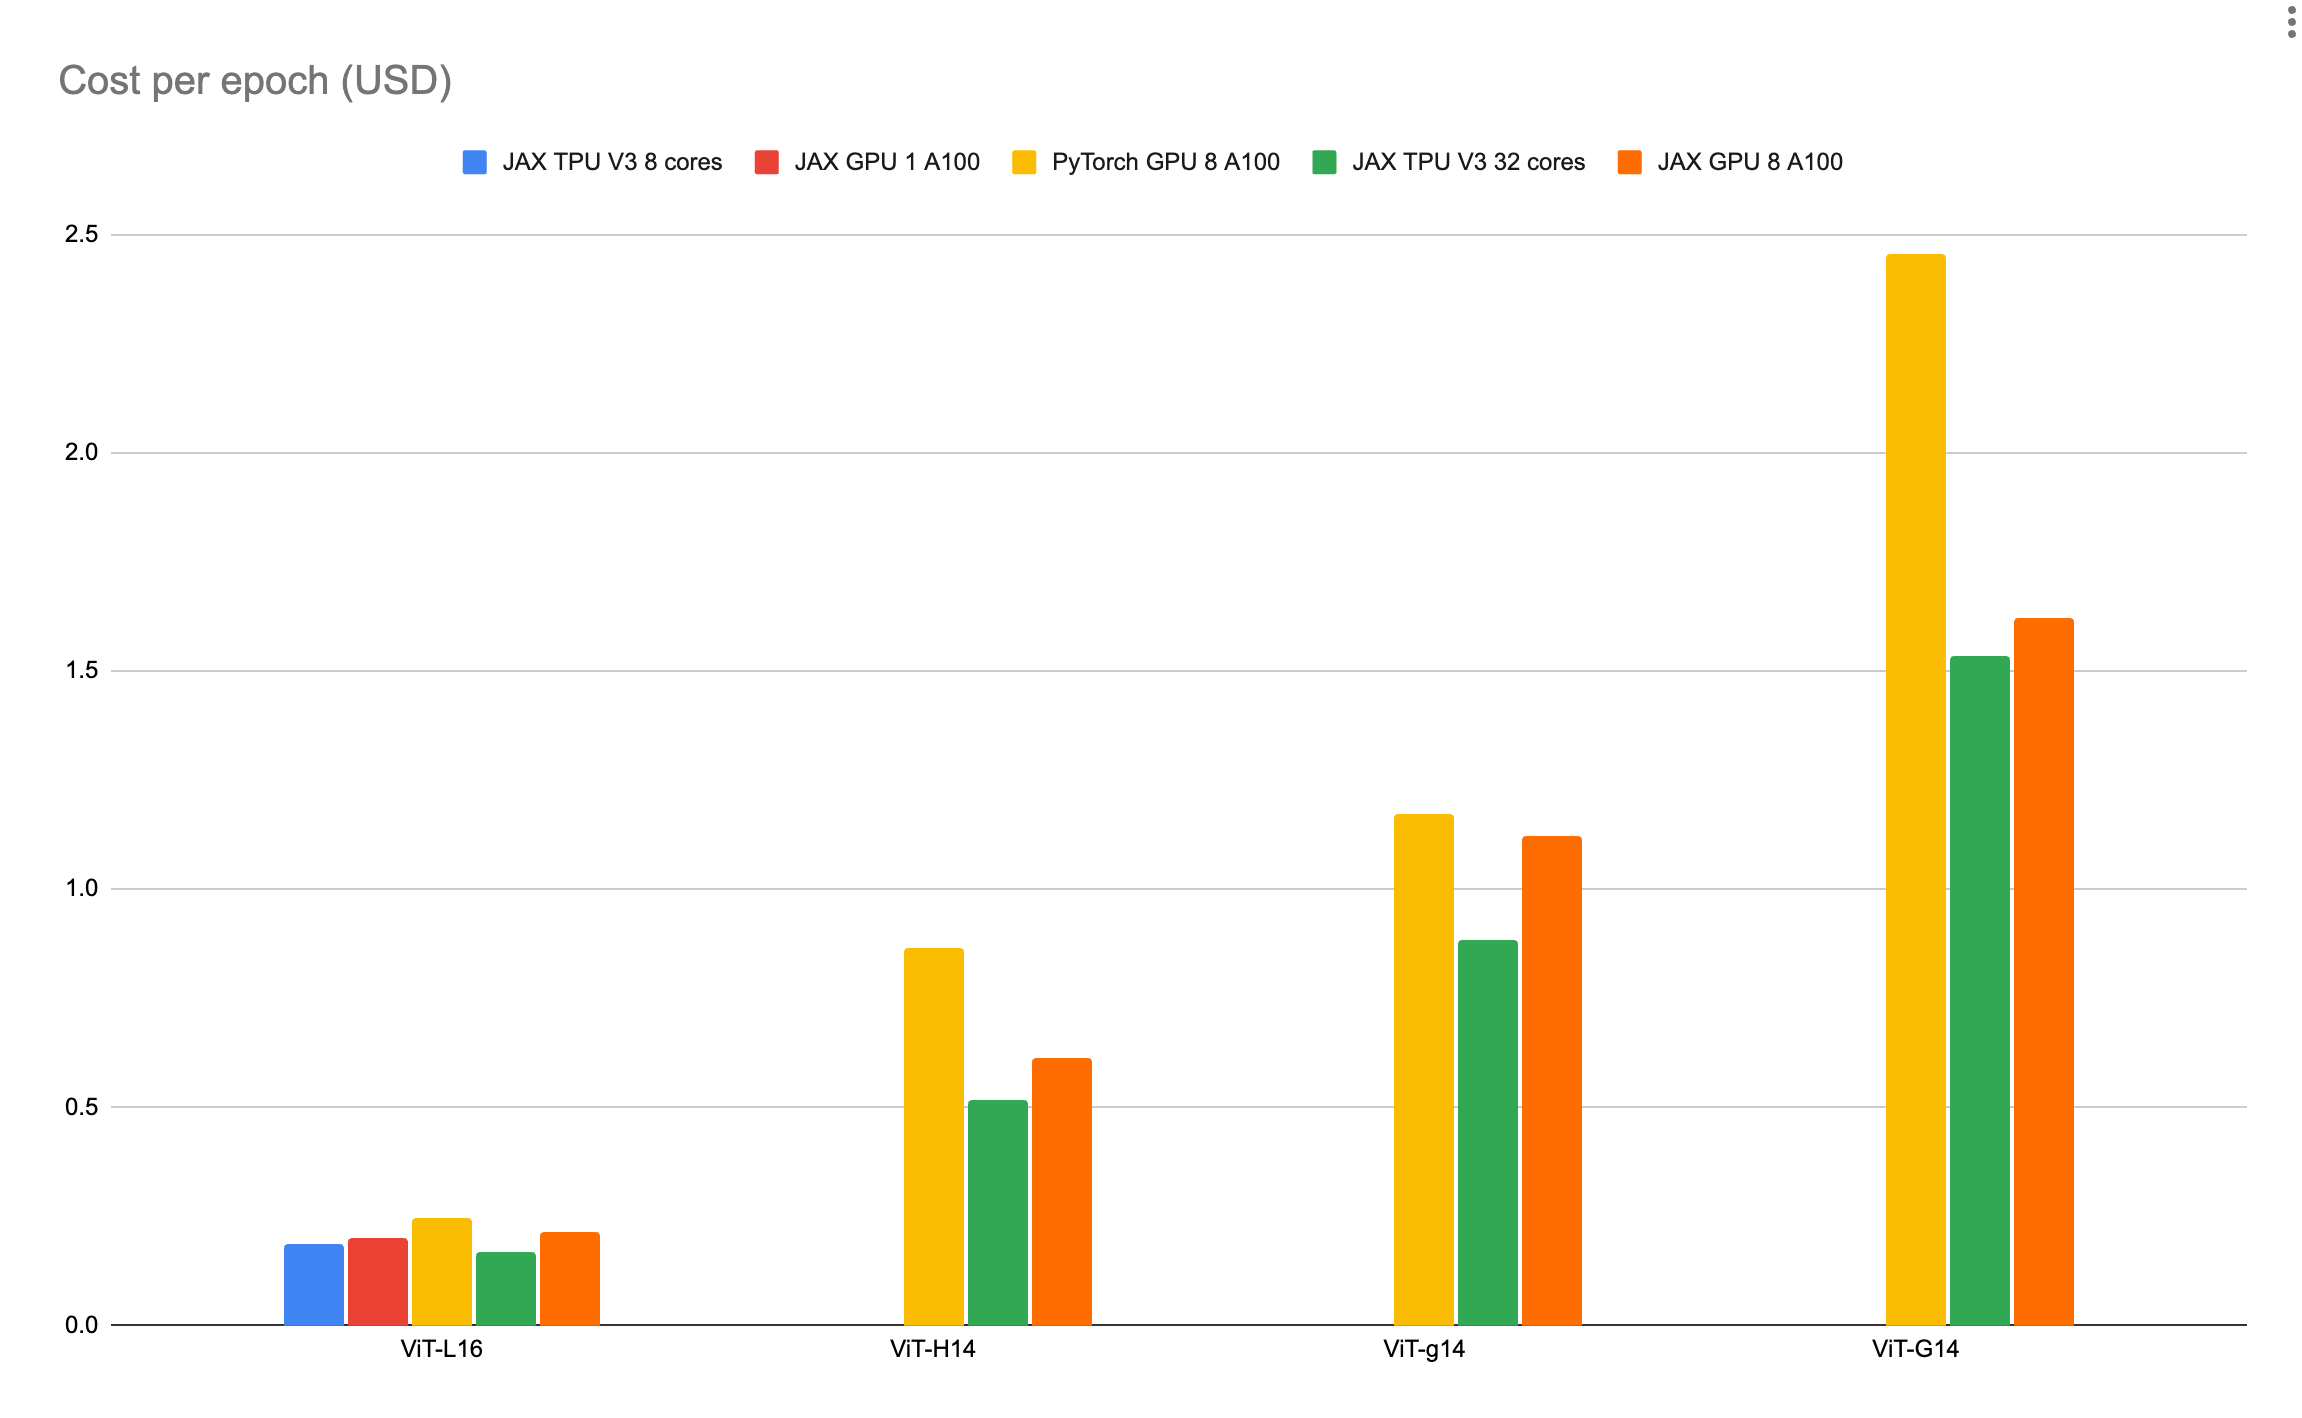 Cost per epoch (USD)
JAX TPU V3 8 cores JAX GPU 1 A100 PyTorch GPU 8 A100 JAX TPU V3 32 cores JAX GPU 8 A100
2.5
2.0
1.5
1.0
0.5
0.0
ViT-L16 ViT-H14 ViT-g14 ViT-G14